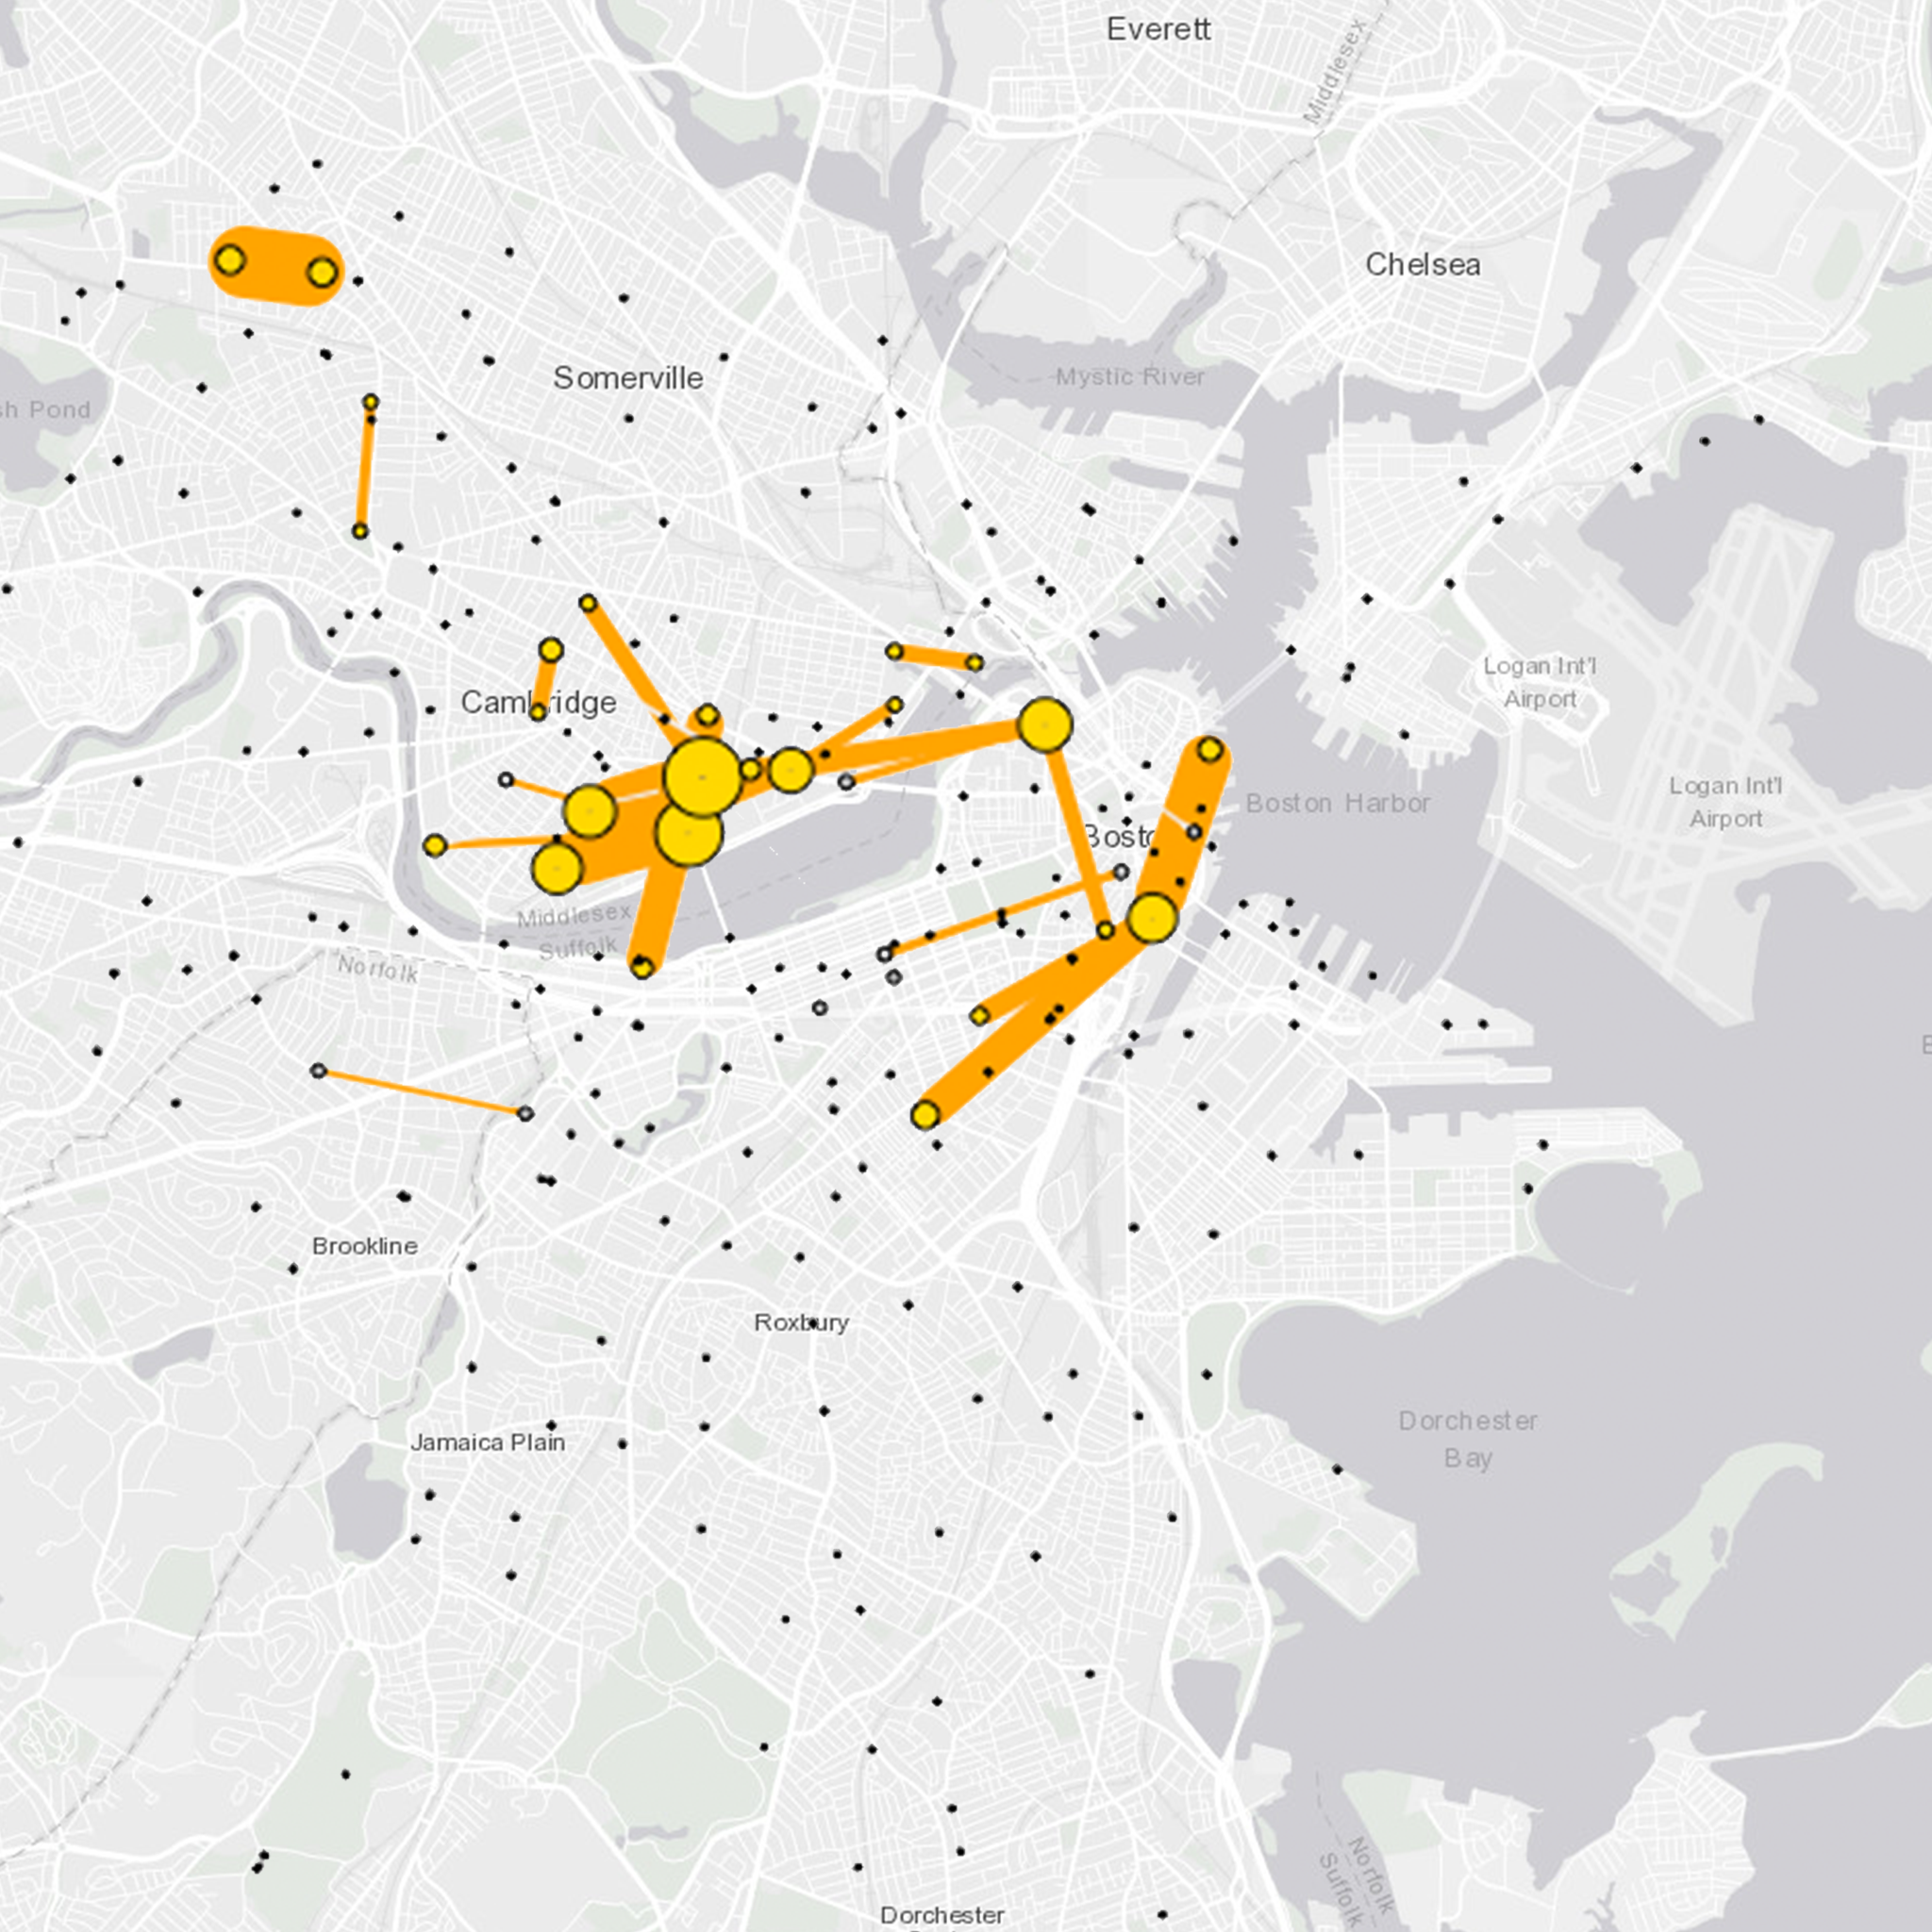 Everett
Middlesex
Chelsea
Somerville
Mystic River
sh Pond
Logan Int'l
Airport
Cambridge
Logan Int'l
Airport
Boston Harbor
Bosto
Middlesex
Suffolk
Norfolk
Brookline
Roxbury
Dorchester
Bay
Jamaica Plain
Norfolk
Suffolk
Dorchester